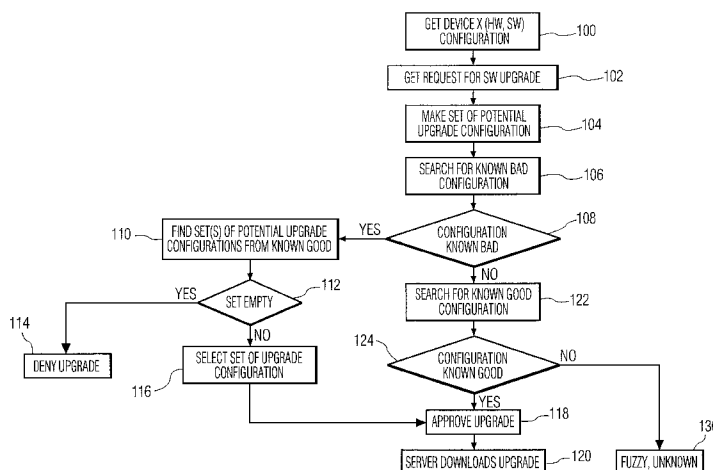 GET DEVICE X (HW, SW)
CONFIGURATION
100
GET REQUEST FOR SW UPGRADE
102
MAKE SET OF POTENTIAL
UPGRADE CONFIGURATION
104
SEARCH FOR KNOWN BAD
CONFIGURATION
106
108
CONFIGURATION
KNOWN BAD
YES
NO
110
FIND SET(S) OF POTENTIAL UPGRADE
CONFIGURATIONS FROM KNOWN GOOD
112
SET EMPTY
YES
NO
114
DENY UPGRADE
116
SELECT SET OF UPGRADE
CONFIGURATION
SEARCH FOR KNOWN GOOD
CONFIGURATION
122
124
CONFIGURATION
KNOWN GOOD
NO
YES
APPROVE UPGRADE
118
SERVER DOWNLOADS UPGRADE
120
FUZZY, UNKNOWN